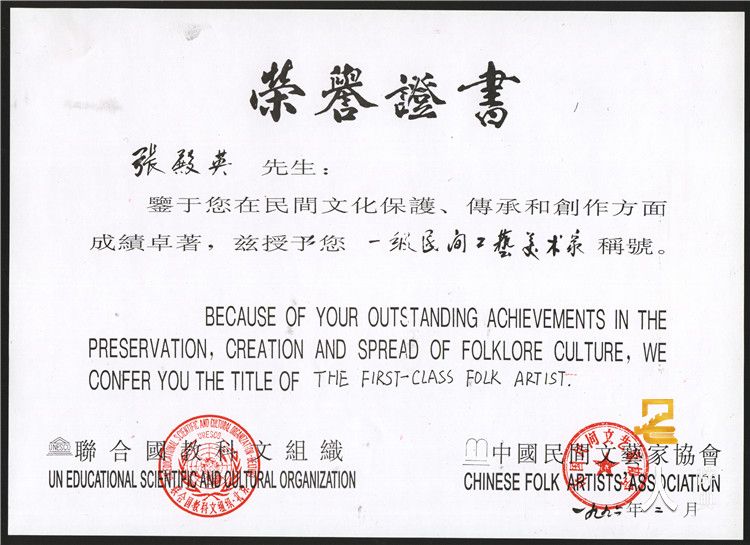 榮譽證書
張殿英 先生：
鑒于您在民間文化保護、傳承和創作方面
成績卓著，兹授予您 一級民间工藝美术家 稱號。
BECAUSE OF YOUR OUTSTANDING ACHIEVEMENTS IN THE
PRESERVATION, CREATION AND SPREAD OF FOLKLORE CULTURE, WE
CONFER YOU THE TITLE OF THE FIRST-CLASS FOLK ARTIST.
聯合國教科文組織
UN EDUCATIONAL SCIENTIFIC AND CULTURAL ORGANIZATION
UNESCO
中國民間文藝家協會
CHINESE FOLK ARTISTS ASSOCIATION